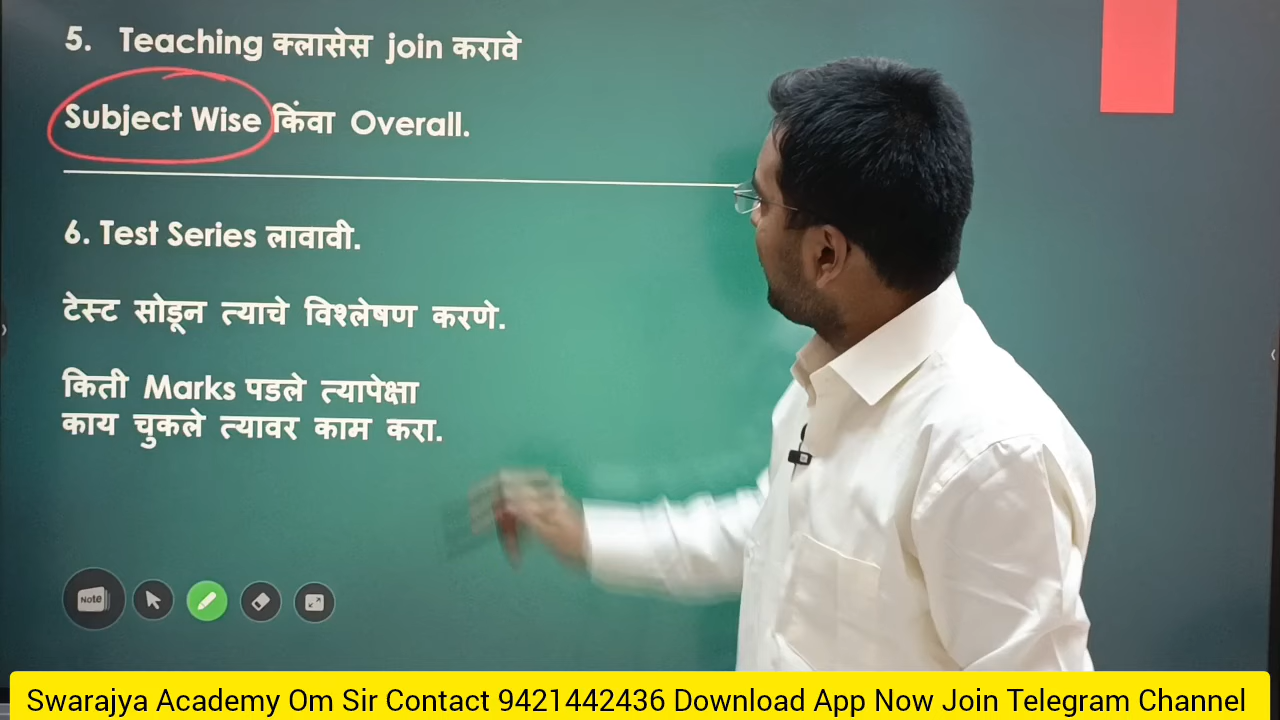 5. Teaching क्लासेस join करावे
Subject Wise किंवा Overall.
6. Test Series लावावी.
टेस्ट सोडून त्याचे विश्लेषण करणे.
किती Marks पडले त्यापेक्षा
काय चुकले त्यावर काम करा.
Note
Swarajya Academy Om Sir Contact 9421442436 Download App Now Join Telegram Channel